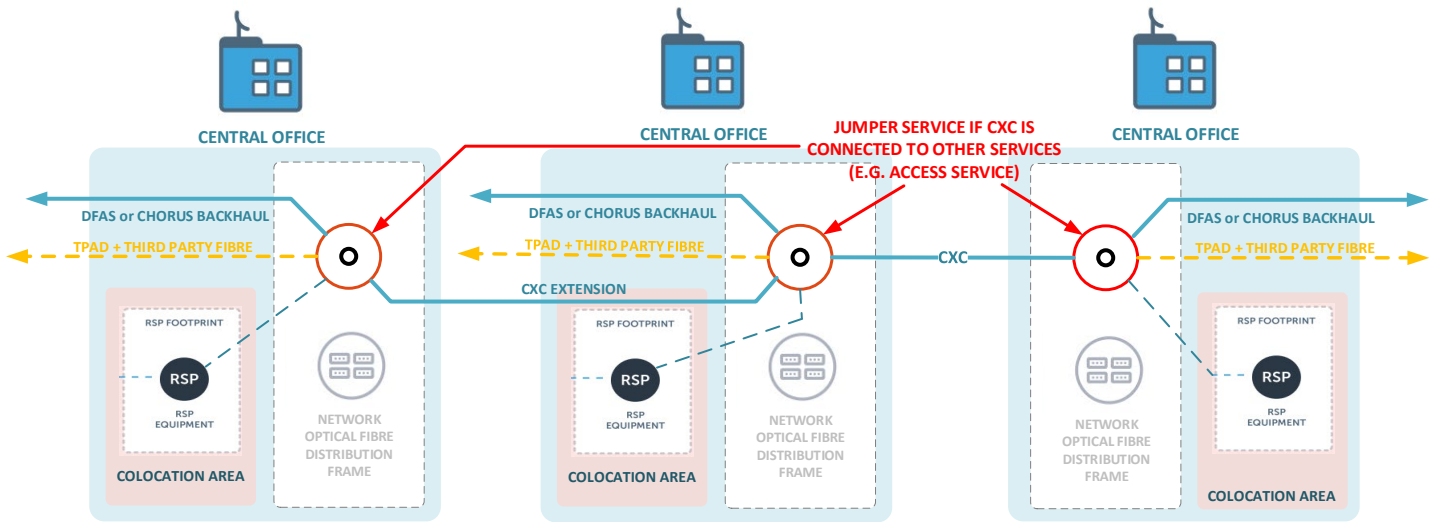 CENTRAL OFFICE
CENTRAL OFFICE
CENTRAL OFFICE
JUMPER SERVICE IF CXC IS
CONNECTED TO OTHER SERVICES
(E.G. ACCESS SERVICE)
DFAS or CHORUS BACKHAUL
TPAD + THIRD PARTY FIBRE
CXC EXTENSION
RSP FOOTPRINT
RSP
RSP
EQUIPMENT
COLOCATION AREA
NETWORK
OPTICAL FIBRE
DISTRIBUTION
FRAME
DFAS or CHORUS BACKHAUL
TPAD + THIRD PARTY FIBRE
CXC
RSP FOOTPRINT
RSP
RSP
EQUIPMENT
COLOCATION AREA
NETWORK
OPTICAL FIBRE
DISTRIBUTION
FRAME
DFAS or CHORUS BACKHAUL
TPAD + THIRD PARTY FIBRE
NETWORK
OPTICAL FIBRE
DISTRIBUTION
FRAME
RSP FOOTPRINT
RSP
RSP
EQUIPMENT
COLOCATION AREA